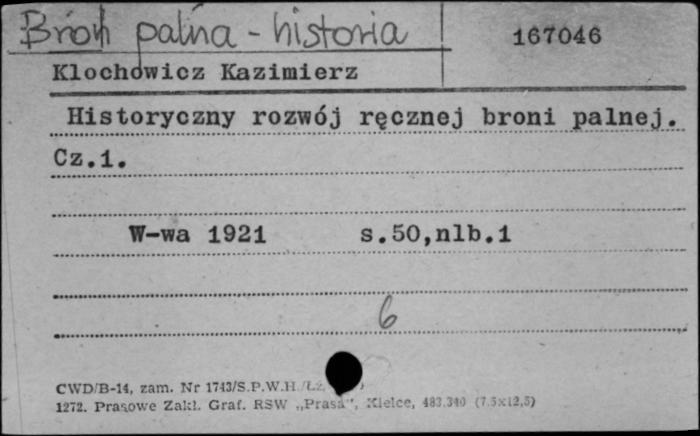 Broń palna - historia
167046
Klochowicz Kazimierz
Historyczny rozwój ręcznej broni palnej.
Cz.1.
W-wa 1921 s.50,nlb.1
6
CWD/B-14, zam. Nr 1743/S.P.W.H.
1272. Prasowe Zakł. Graf. RSW „Prasa", Kielce, 483.340 (7,5x12,5)